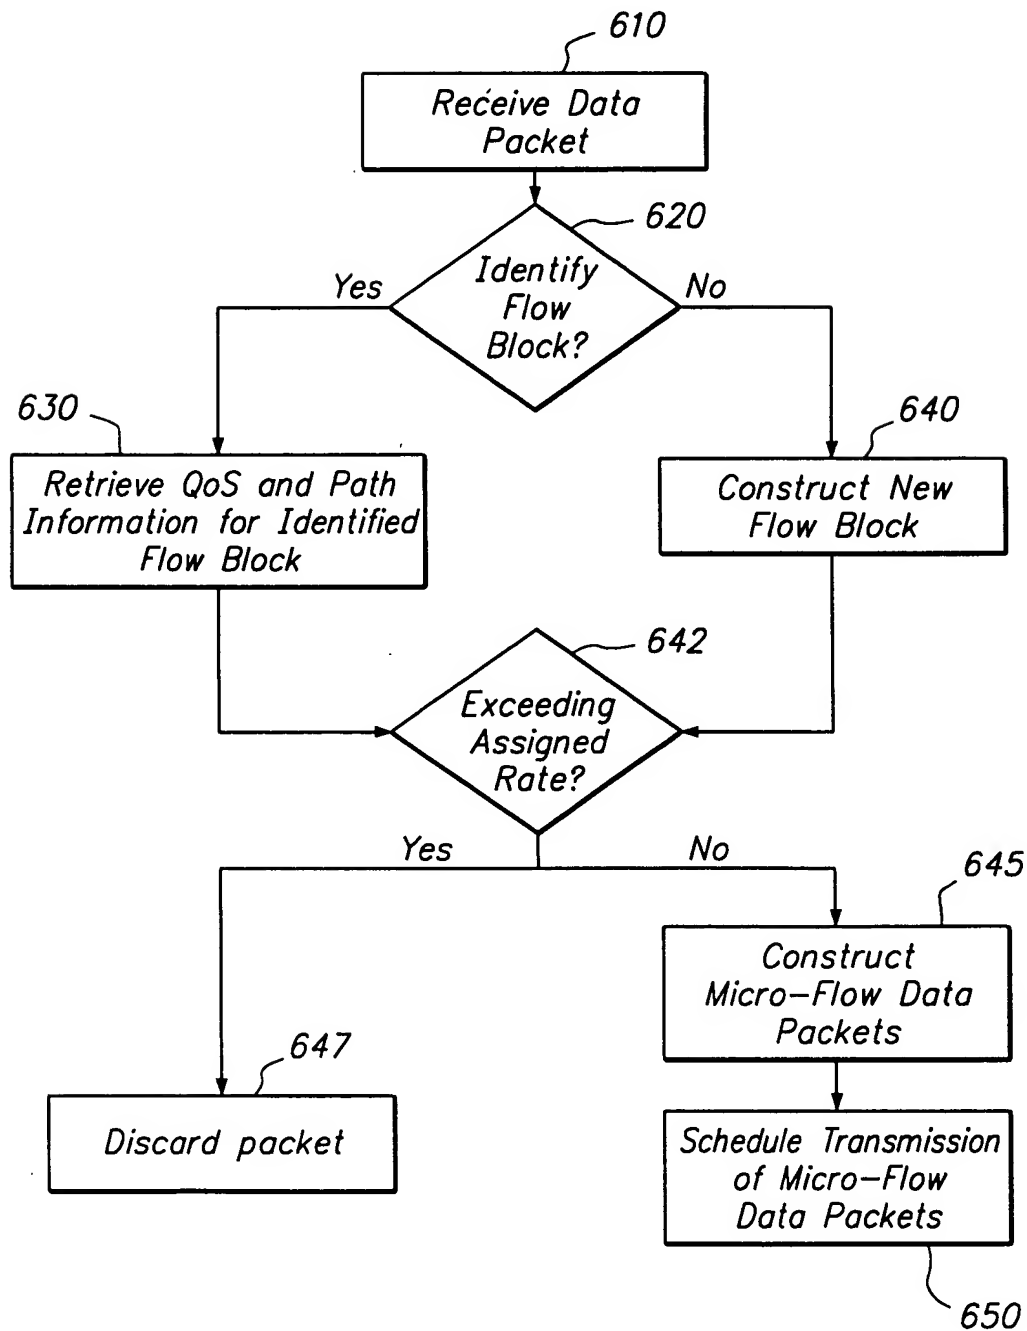 610
Receive Data
Packet
620
Identify
Flow
Block?
Yes
No
630
640
Retrieve QoS and Path
Information for Identified
Flow Block
Construct New
Flow Block
642
Exceeding
Assigned
Rate?
Yes
No
645
Construct
Micro-Flow Data
Packets
647
Discard packet
Schedule Transmission
of Micro-Flow
Data Packets
650